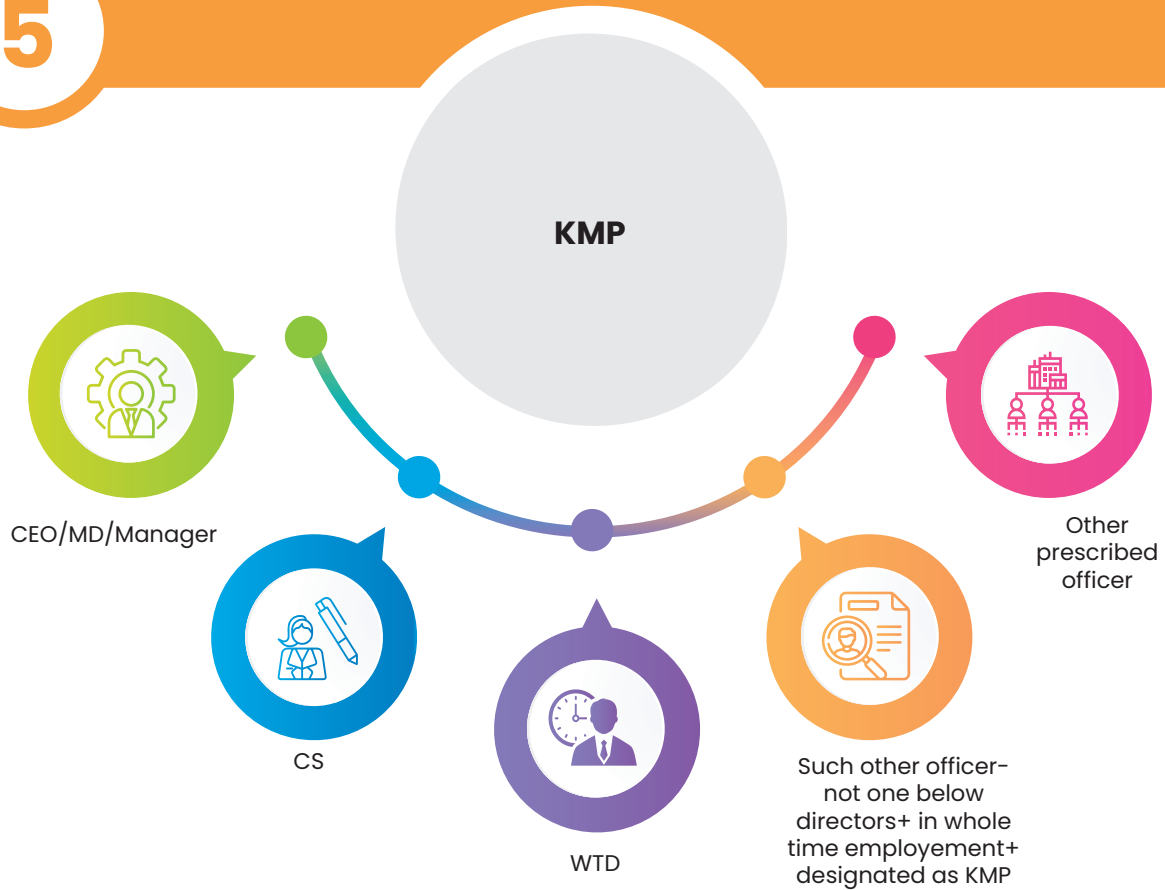 5
KMP
CEO/MD/Manager
CS
WTD
Such other officer-
not one below
directors+ in whole
time employement+
designated as KMP
Other
prescribed
officer